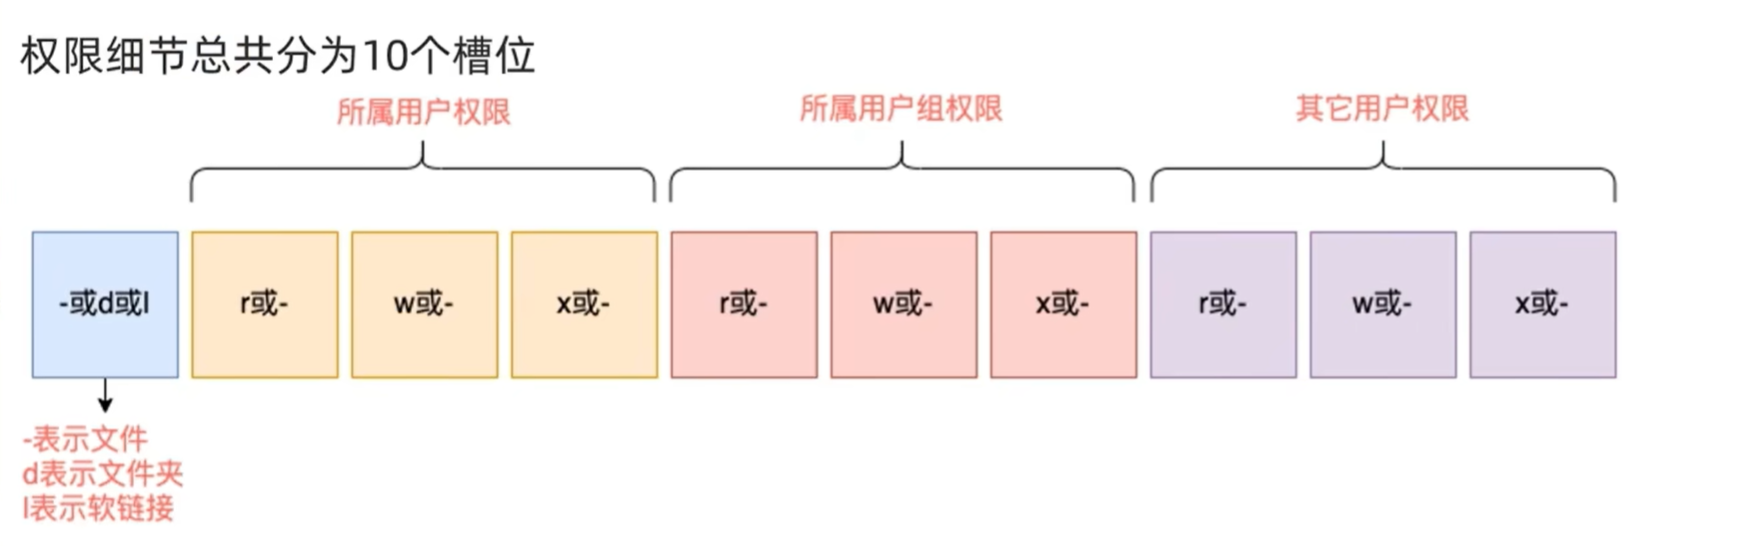 权限细节总共分为10个槽位
所属用户权限
所属用户组权限
其它用户权限
-或d或l
r或-
w或-
x或-
r或-
w或-
x或-
r或-
w或-
x或-
-表示文件
d表示文件夹
l表示软链接